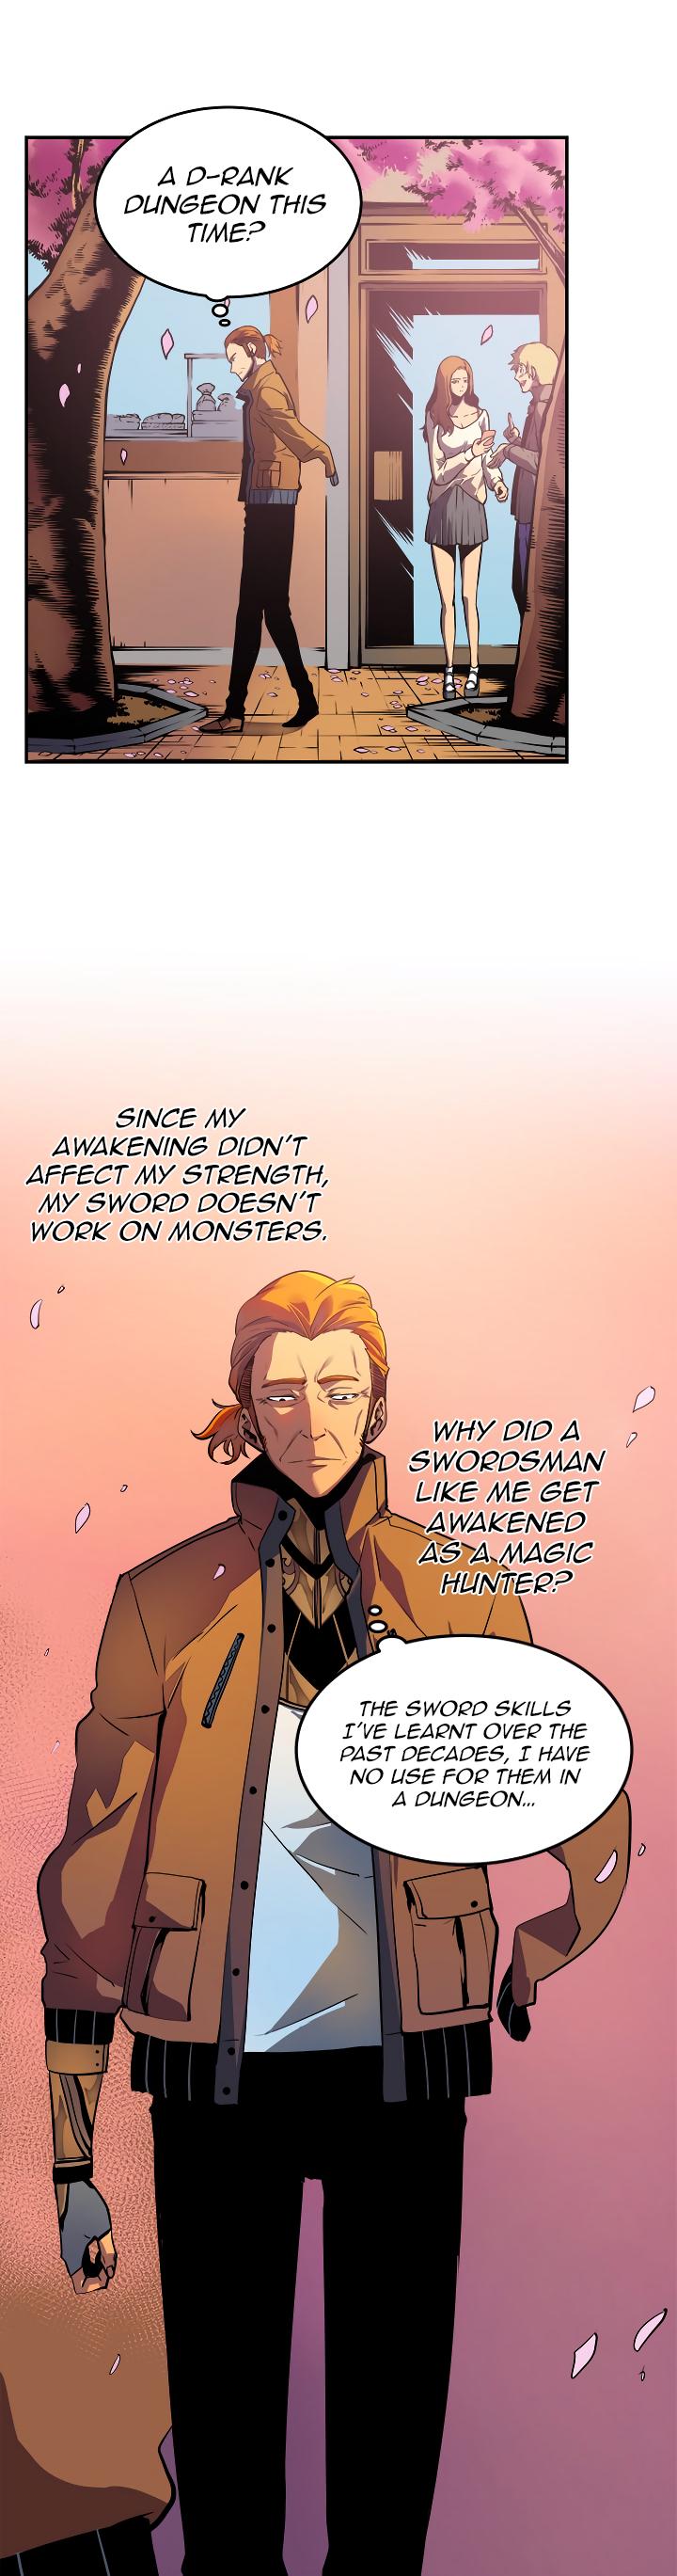 A D-RANK
DUNGEON THIS
TIME?
SINCE MY
AWAKENING DIDN'T
AFFECT MY STRENGTH,
MY SWORD DOESN'T
WORK ON MONSTERS.
WHY DID A
SWORDSMAN
LIKE ME GET
AWAKENED
AS A MAGIC
HUNTER?
THE SWORD SKILLS
I'VE LEARNT OVER THE
PAST DECADES, I HAVE
NO USE FOR THEM IN
A DUNGEON...